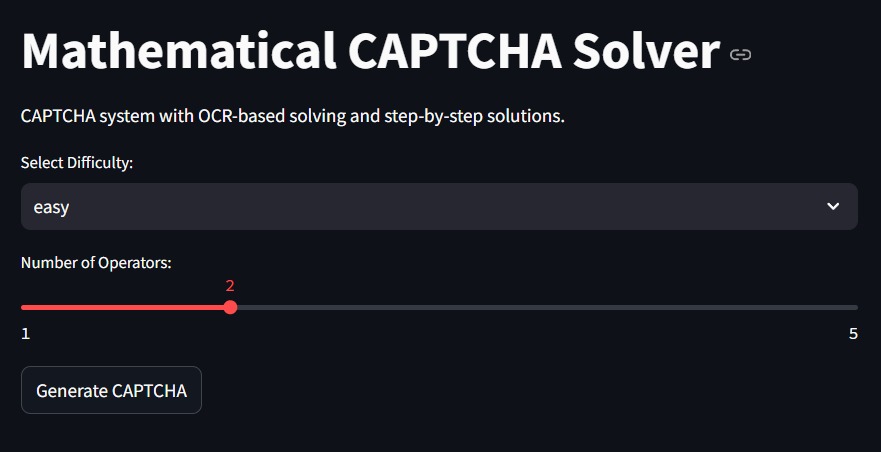 Mathematical CAPTCHA Solver
CAPTCHA system with OCR-based solving and step-by-step solutions.
Select Difficulty:
easy
Number of Operators:
2
1 5
Generate CAPTCHA